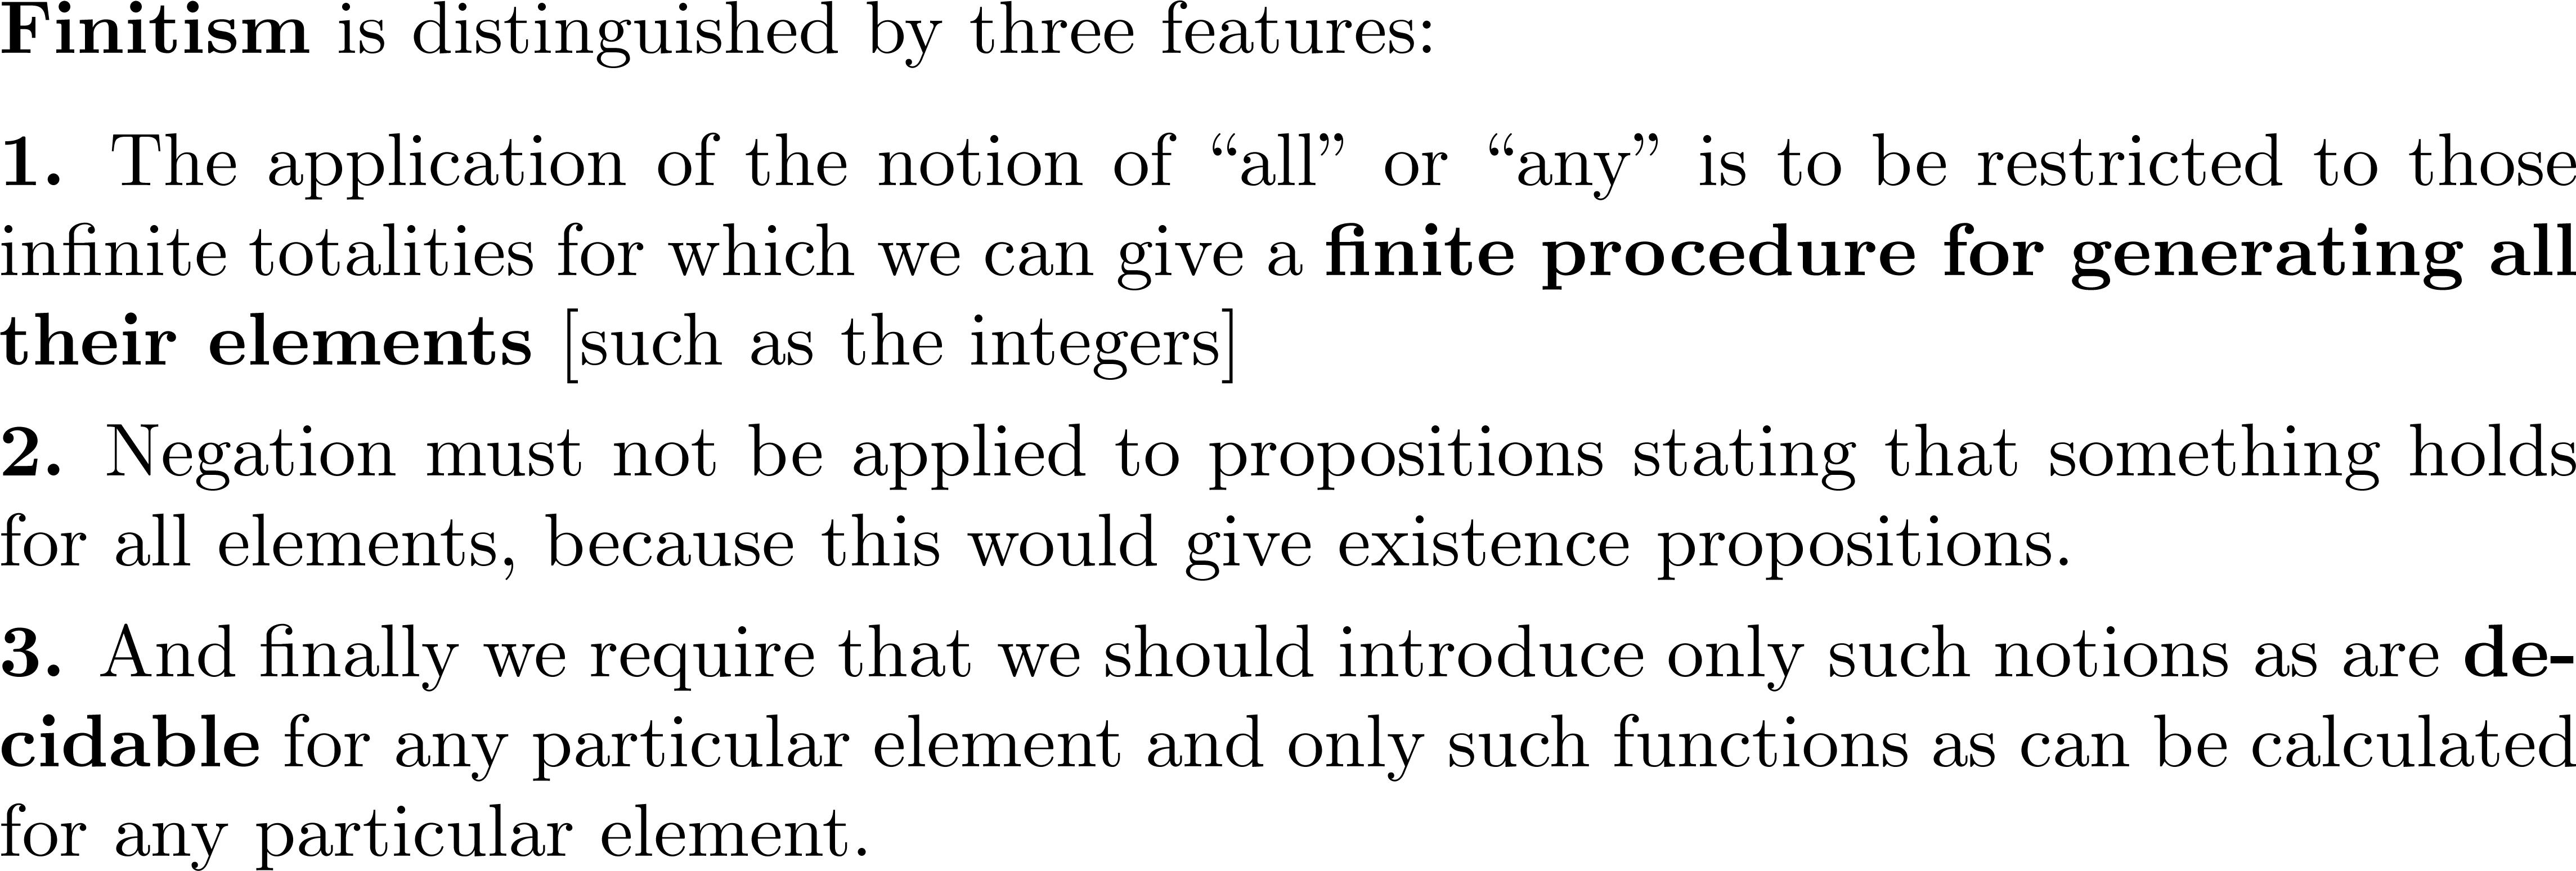 Finitism is distinguished by three features:
1. The application of the notion of “all” or “any” is to be restricted to those
infinite totalities for which we can give a finite procedure for generating all
their elements [such as the integers]
2. Negation must not be applied to propositions stating that something holds
for all elements, because this would give existence propositions.
3. And finally we require that we should introduce only such notions as are de-
cidable for any particular element and only such functions as can be calculated
for any particular element.